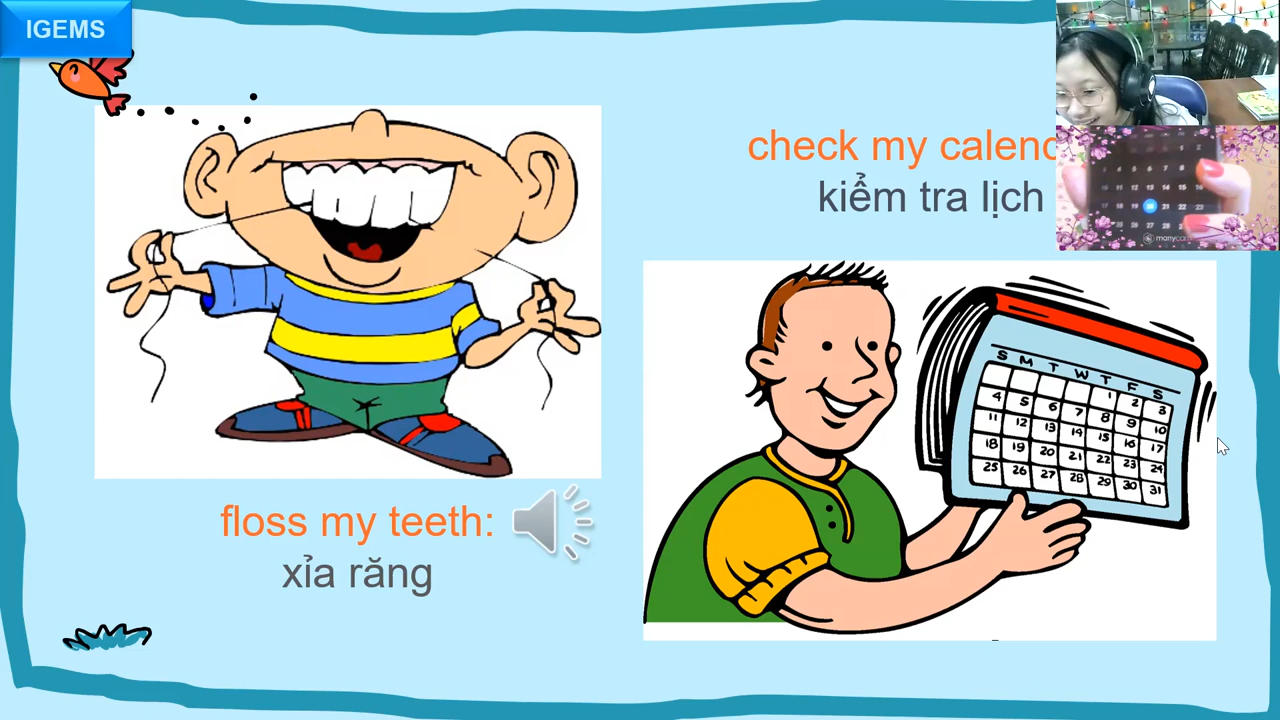 IGEMS
check my calend
kiểm tra lịch
manycam
S M T W T F S
1 2 3
4 5 6 7 8 9 10
11 12 13 14 15 16 17
18 19 20 21 22 23 24
25 26 27 28 29 30 31
floss my teeth:
xỉa răng